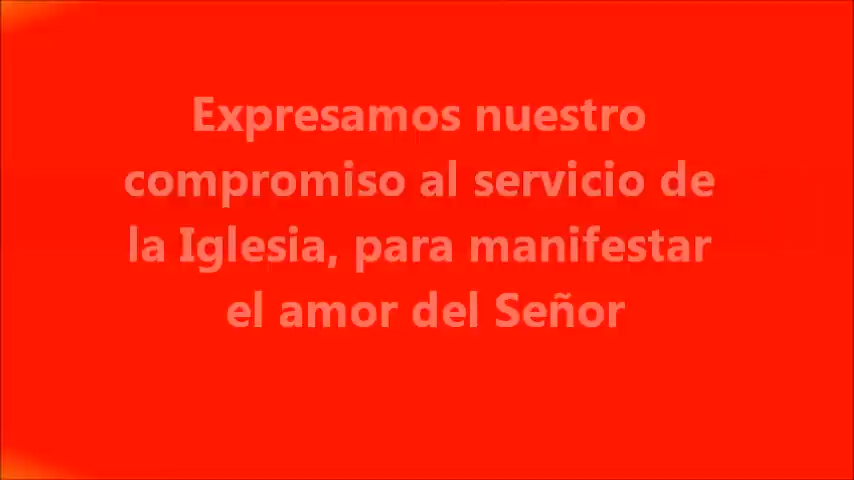 Expresamos nuestro
compromiso al servicio de
la Iglesia, para manifestar
el amor del Señor